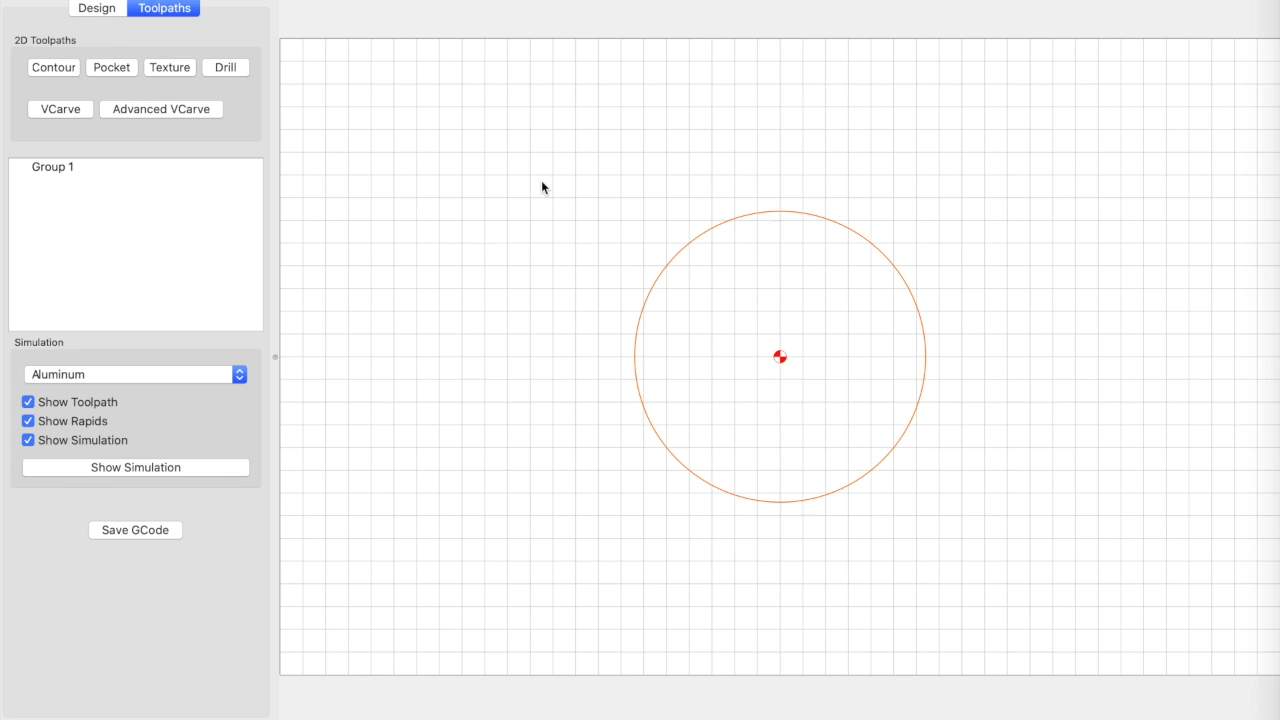 Design Toolpaths
2D Toolpaths
Contour Pocket Texture Drill
VCarve Advanced VCarve
Group 1
Simulation
Aluminum
Show Toolpath
Show Rapids
Show Simulation
Show Simulation
Save GCode